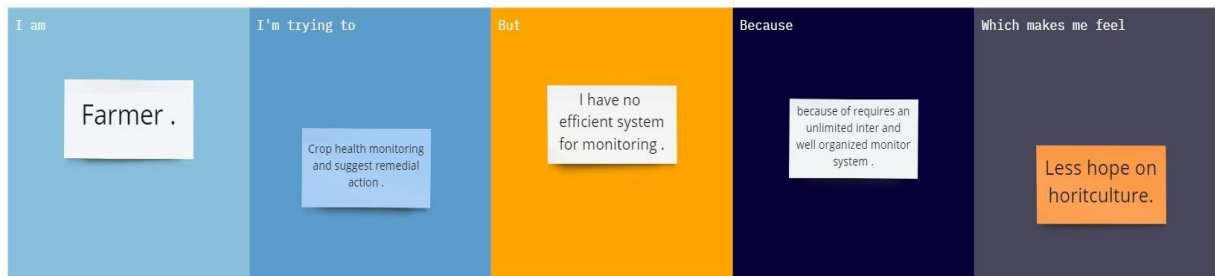 I am
Farmer .
I'm trying to
Crop health monitoring
and suggest remedial
action .
But
I have no
efficient system
for monitoring .
Because
because of requires an
unlimited inter and
well organized monitor
system .
Which makes me feel
Less hope on
horitculture.